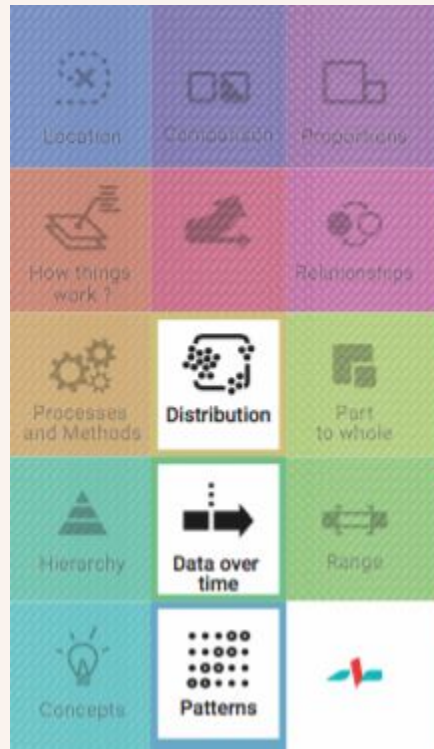 Location
Comparison
Proportions
How things
work ?
Relationships
Processes
and Methods
Distribution
Part
to whole
Hierarchy
Data over
time
Range
Concepts
Patterns